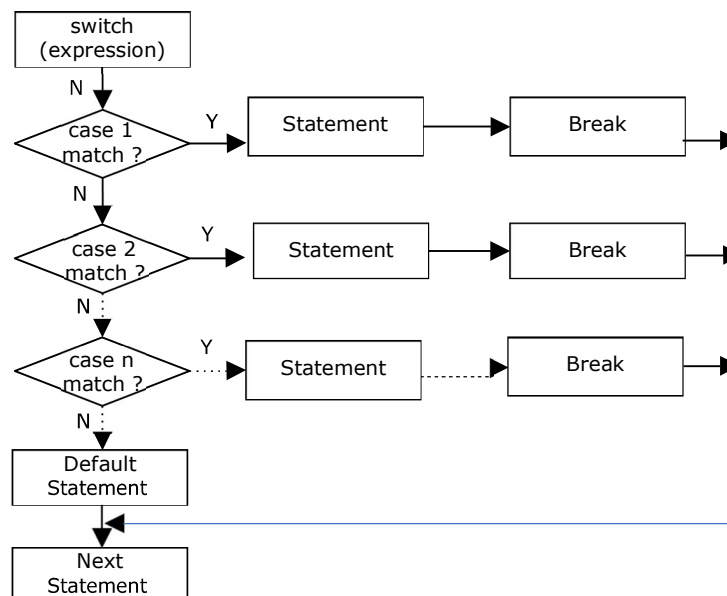 switch
(expression)
N
case 1
match ?
Y
Statement
Break
N
case 2
match ?
Y
Statement
Break
N
case n
match ?
Y
Statement
Break
N
Default
Statement
Next
Statement